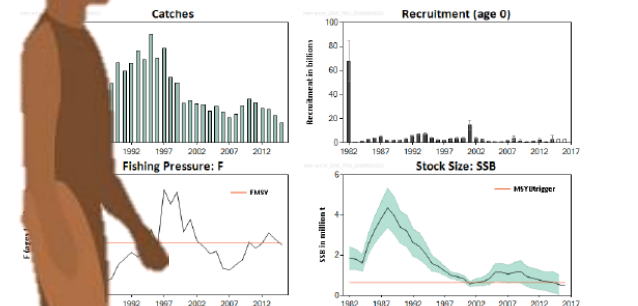 Catches
1992 1997 2002 2007 2012
Recruitment (age 0)
Recruitment in billions
100
80
60
40
20
0
1982 1987 1992 1997 2002 2007 2012 2017
Fishing Pressure: F
FMSY
1992 1997 2002 2007 2012
Stock Size: SSB
MSYBtrigger
SSB in million t
6
4
2
0
1982 1987 1992 1997 2002 2007 2012 2017